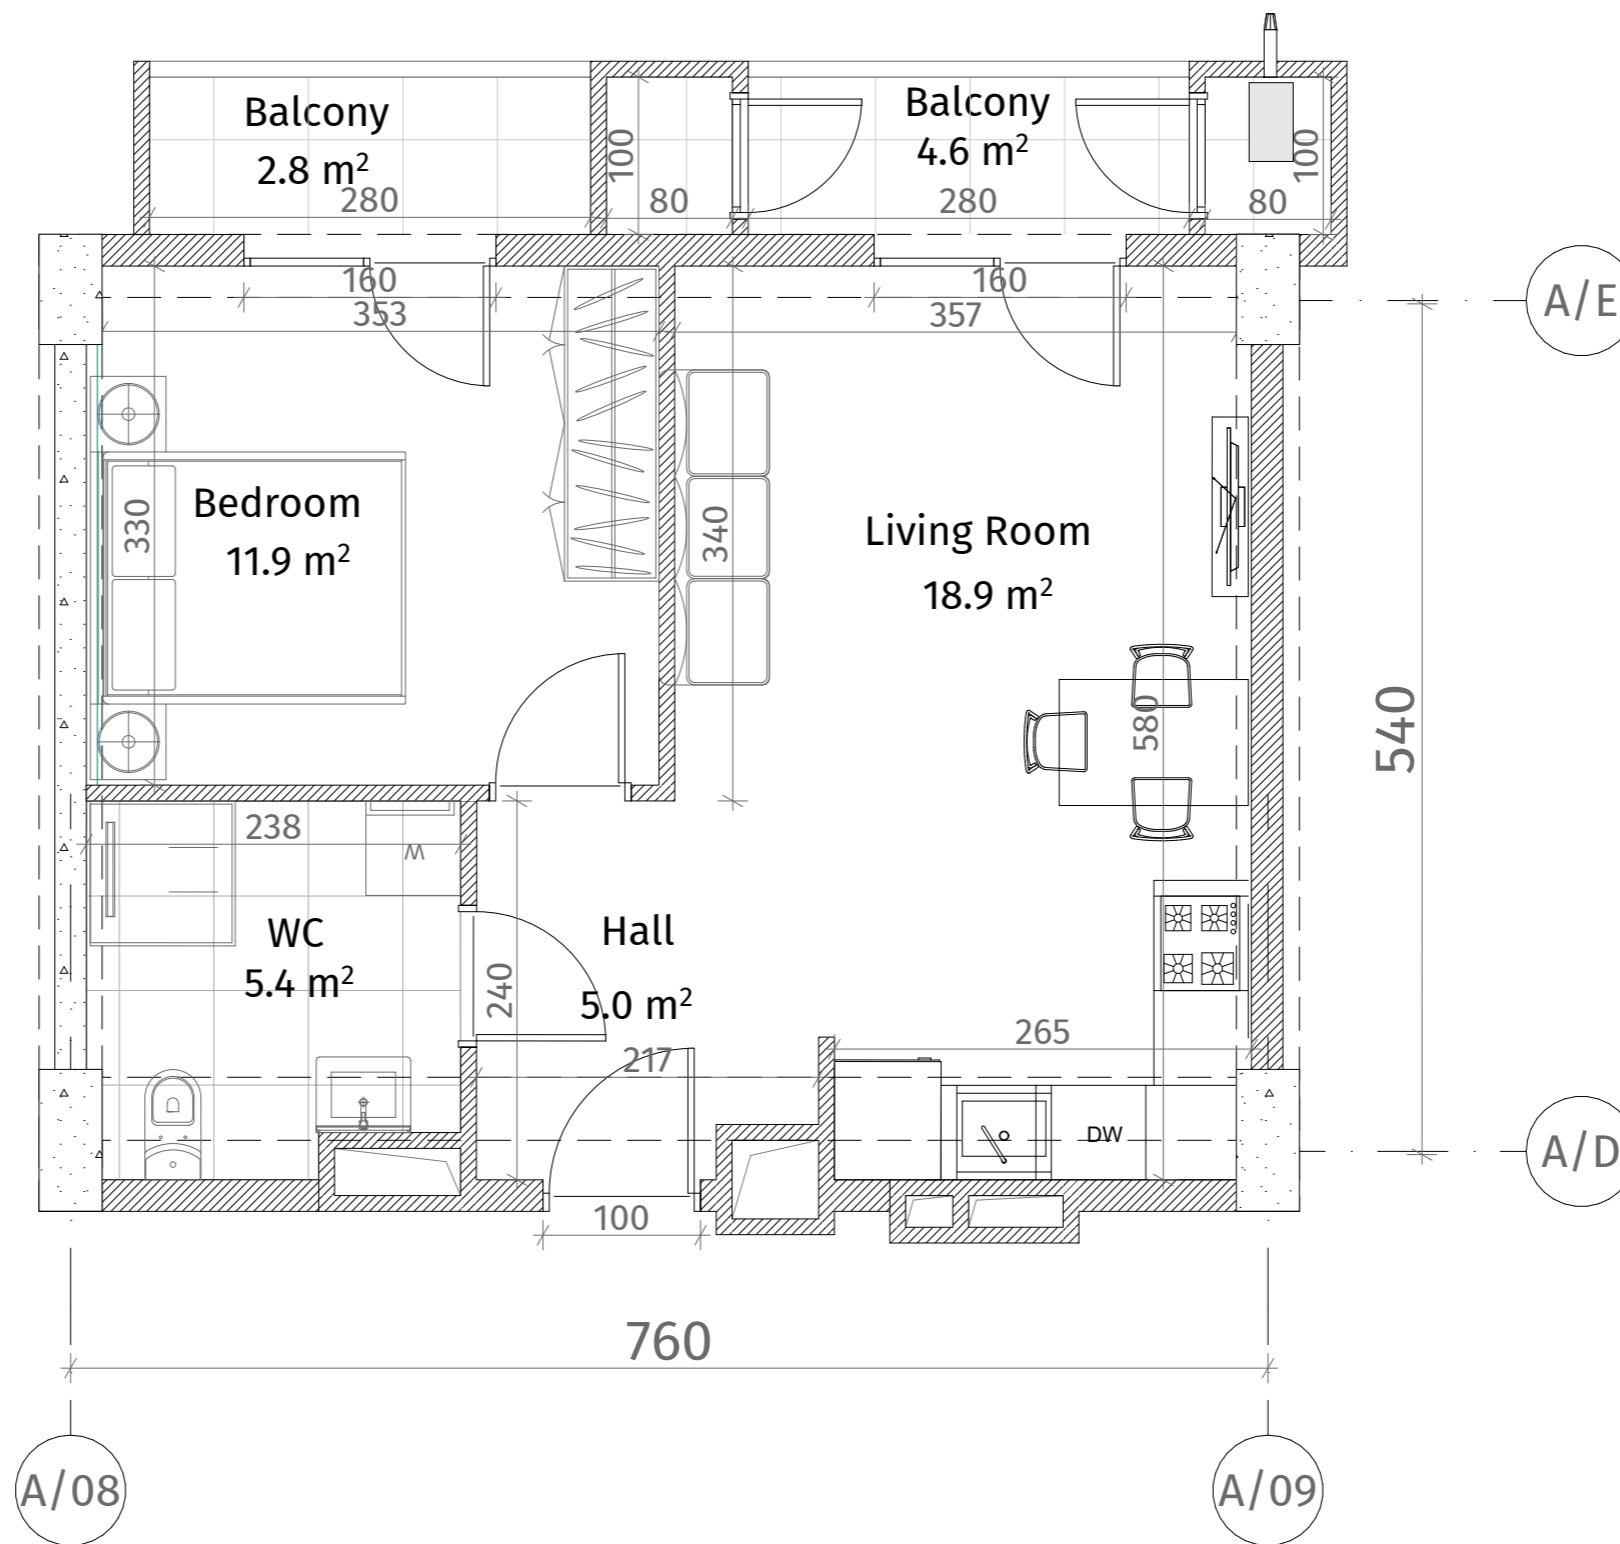 Balcony
2.8 m²
280
100
80
Balcony
4.6 m²
280
100
80
160
353
160
357
A/E
330
Bedroom
11.9 m²
340
Living Room
18.9 m²
580
540
238
W
WC
5.4 m²
240
Hall
5.0 m²
217
265
DW
A/D
100
760
A/08
A/09